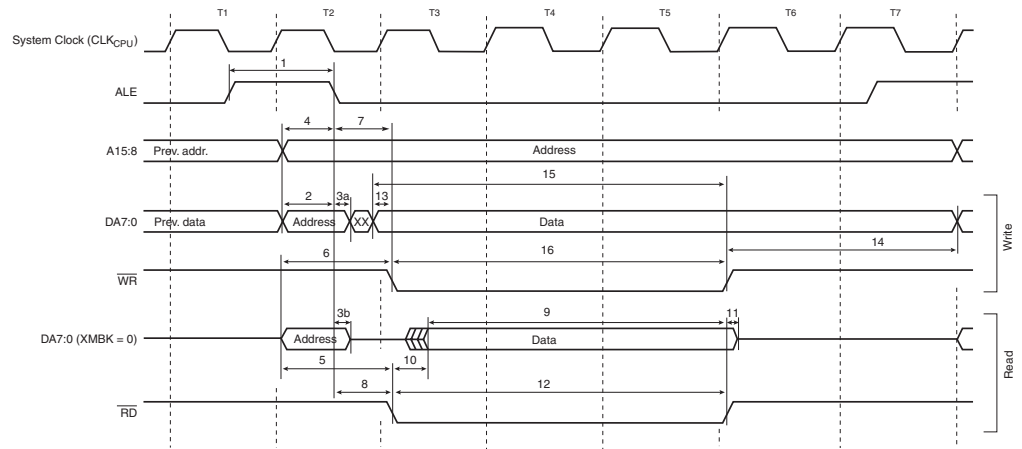 T1 T2 T3 T4 T5 T6 T7
System Clock (CLKCPU)
1
ALE
4 7
A15:8 Prev. addr. Address
15
2 3a 13
DA7:0 Prev. data Address XX Data
14
6 16
WR
Write
3b 9 11
DA7:0 (XMBK = 0) Address Data
5 10
8 12
RD
Read